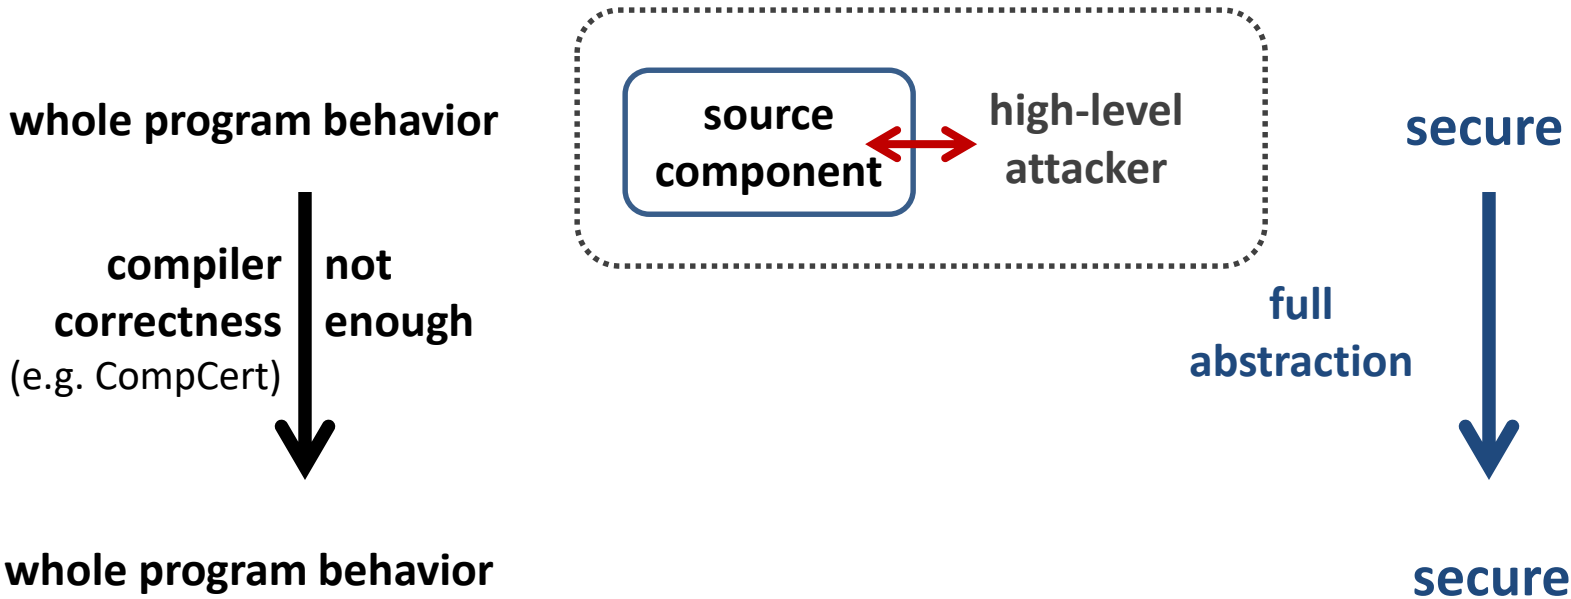 whole program behavior
source
component
high-level
attacker
secure
compiler
correctness
(e.g. CompCert)
not
enough
full
abstraction
whole program behavior
secure